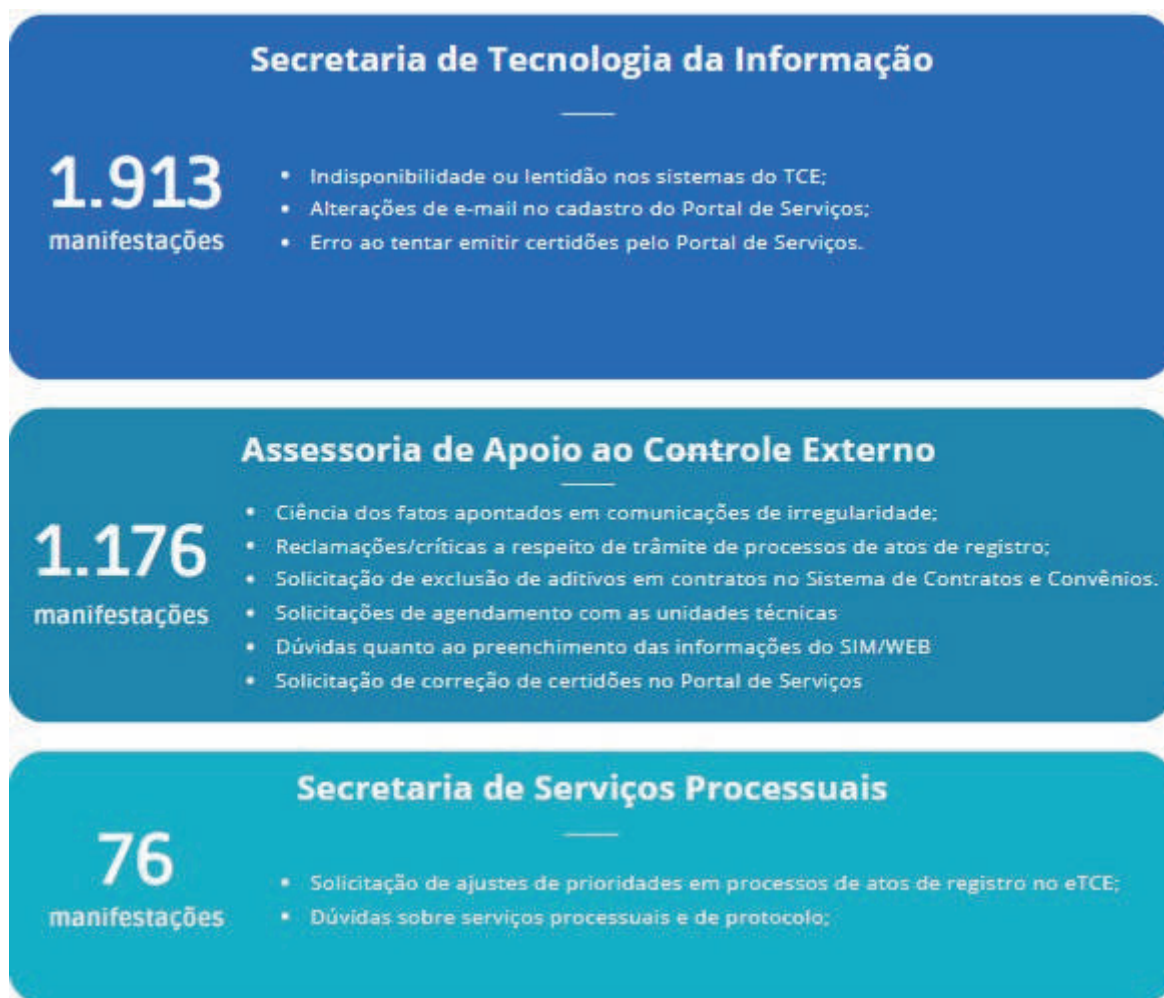 Secretaria de Tecnologia da Informação
1.913
manifestações
• Indisponibilidade ou lentidão nos sistemas do TCE;
• Alterações de e-mail no cadastro do Portal de Serviços;
• Erro ao tentar emitir certidões pelo Portal de Serviços.
Assessoria de Apoio ao Controle Externo
1.176
manifestações
• Ciência dos fatos apontados em comunicações de irregularidade;
• Reclamações/críticas a respeito de trâmite de processos de atos de registro;
• Solicitação de exclusão de aditivos em contratos no Sistema de Contratos e Convênios.
• Solicitações de agendamento com as unidades técnicas
• Dúvidas quanto ao preenchimento das informações do SIM/WEB
• Solicitação de correção de certidões no Portal de Serviços
Secretaria de Serviços Processuais
76
manifestações
• Solicitação de ajustes de prioridades em processos de atos de registro no eTCE;
• Dúvidas sobre serviços processuais e de protocolo;